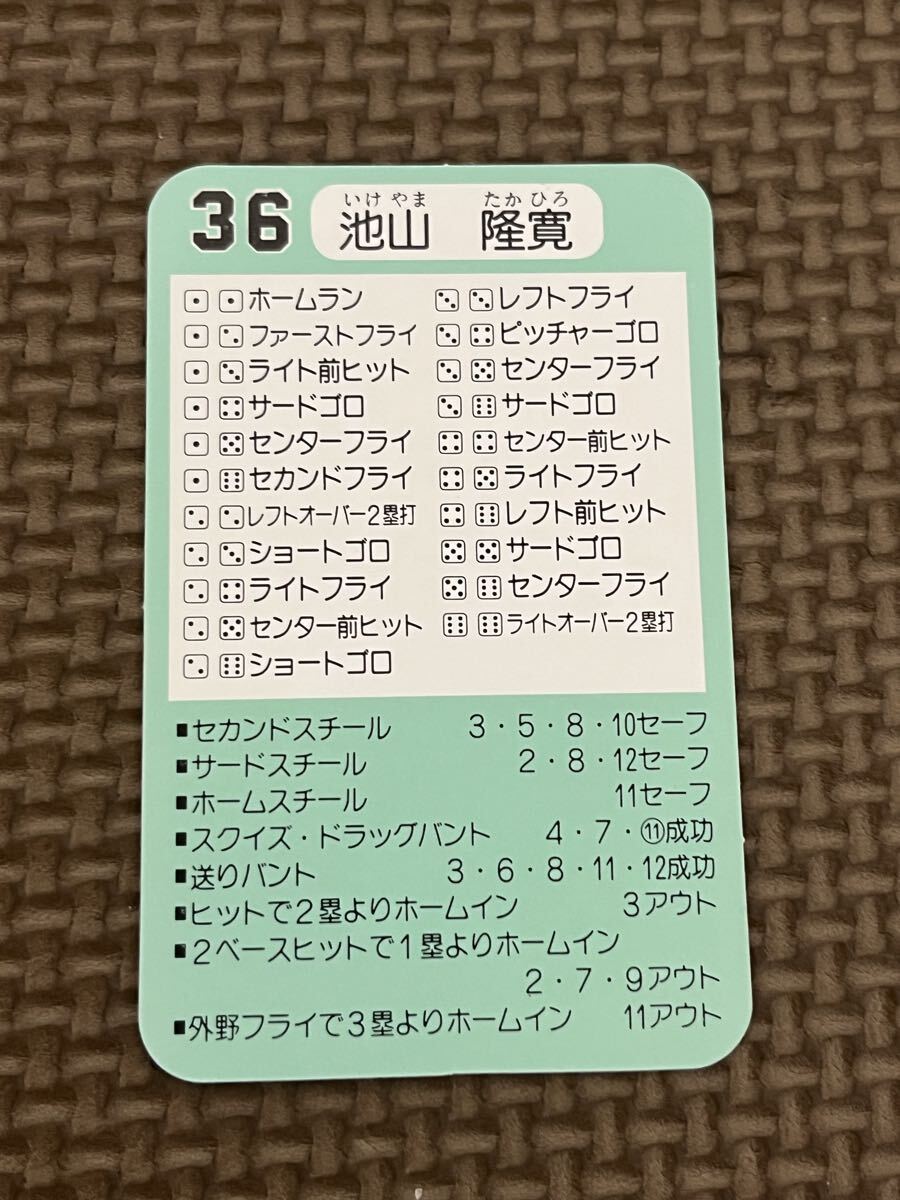 36
いけ やま たか ひろ
池山 隆寛
⚀ ⚀ ホームラン
⚀ ⚁ ファーストフライ
⚀ ⚂ ライト前ヒット
⚀ ⚃ サードゴロ
⚀ ⚄ センターフライ
⚀ ⚅ セカンドフライ
⚁ ⚁ レフトオーバー2塁打
⚁ ⚂ ショートゴロ
⚁ ⚃ ライトフライ
⚁ ⚄ センター前ヒット
⚁ ⚅ ショートゴロ
⚂ ⚂ レフトフライ
⚂ ⚃ ピッチャーゴロ
⚂ ⚄ センターフライ
⚂ ⚅ サードゴロ
⚃ ⚃ センター前ヒット
⚃ ⚄ ライトフライ
⚃ ⚅ レフト前ヒット
⚄ ⚄ サードゴロ
⚄ ⚅ センターフライ
⚅ ⚅ ライトオーバー2塁打
■セカンドスチール 3・5・8・10セーフ
■サードスチール 2・8・12セーフ
■ホームスチール 11セーフ
■スクイズ・ドラッグバント 4・7・⑪成功
■送りバント 3・6・8・11・12成功
■ヒットで2塁よりホームイン 3アウト
■2ベースヒットで1塁よりホームイン
2・7・9アウト
■外野フライで3塁よりホームイン 11アウト